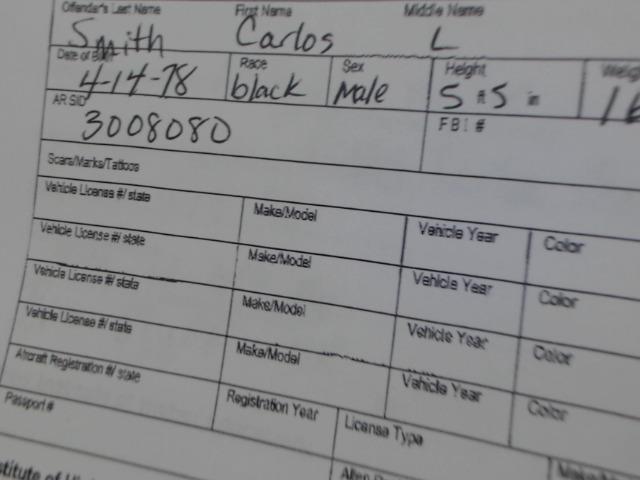 Offender's Last Name First Name Middle Name
Smith Carlos L
Date of Birth Race Sex Height Weight
4-14-78 black Male 5 ft 5 in
AR SID FBI #
3008080
Scars/Marks/Tattoos
Vehicle License #/ state Make/Model Vehicle Year Color
Vehicle License #/ state Make/Model Vehicle Year Color
Vehicle License #/ state Make/Model Vehicle Year Color
Vehicle License #/ state Make/Model Vehicle Year Color
Aircraft Registration #/ state Registration Year License Type
Passport #